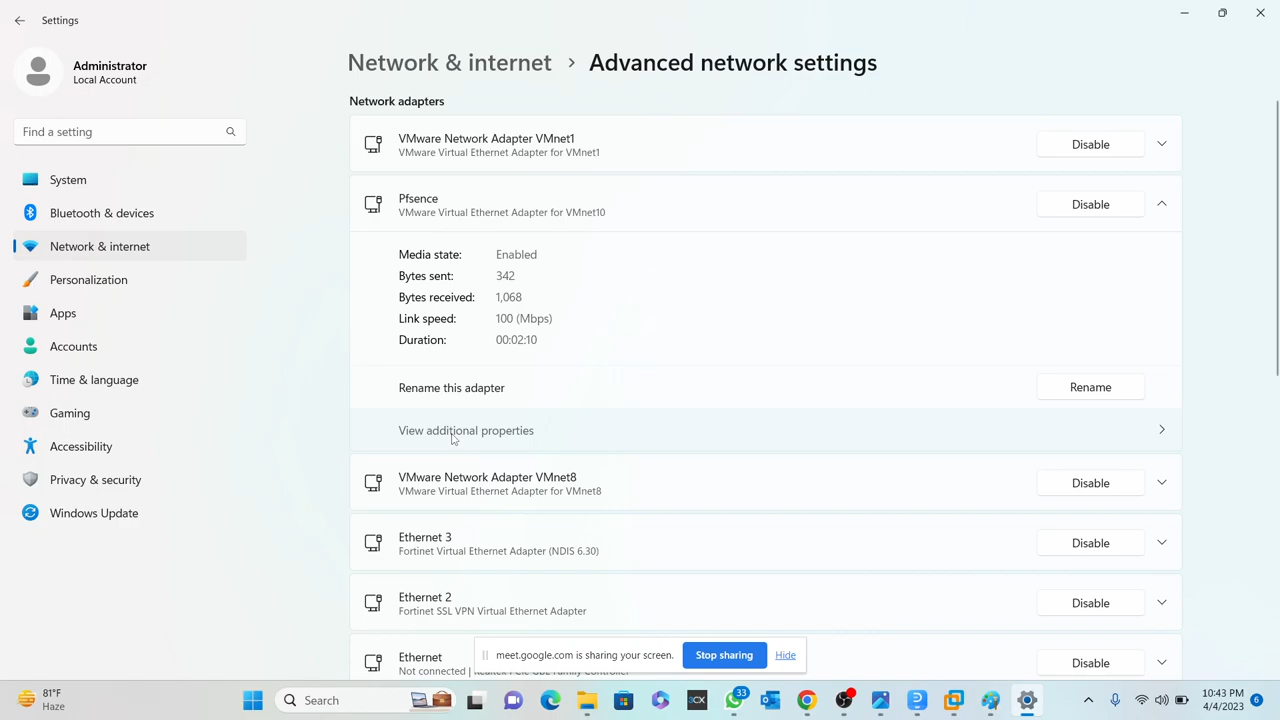 Settings
Administrator
Local Account
Find a setting
System
Bluetooth & devices
Network & internet
Personalization
Apps
Accounts
Time & language
Gaming
Accessibility
Privacy & security
Windows Update
Network & internet > Advanced network settings
Network adapters
VMware Network Adapter VMnet1
VMware Virtual Ethernet Adapter for VMnet1
Disable
Pfsence
VMware Virtual Ethernet Adapter for VMnet10
Disable
Media state: Enabled
Bytes sent: 342
Bytes received: 1,068
Link speed: 100 (Mbps)
Duration: 00:02:10
Rename this adapter
Rename
View additional properties
VMware Network Adapter VMnet8
VMware Virtual Ethernet Adapter for VMnet8
Disable
Ethernet 3
Fortinet Virtual Ethernet Adapter (NDIS 6.30)
Disable
Ethernet 2
Fortinet SSL VPN Virtual Ethernet Adapter
Disable
Ethernet
Not connected | Realtek PCIe GbE Family Controller
Disable
meet.google.com is sharing your screen.
Stop sharing
Hide
81°F
Haze
Search
3CX
33
10:43 PM
4/4/2023
6